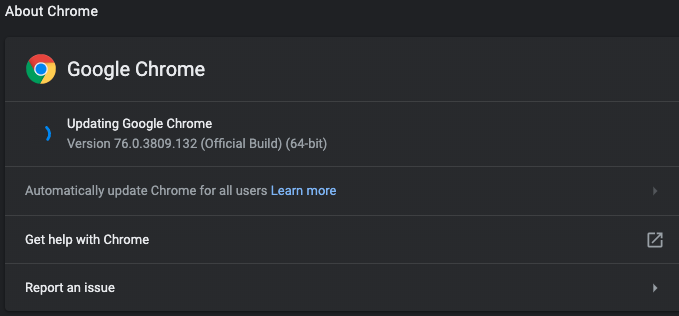 About Chrome
Google Chrome
Updating Google Chrome
Version 76.0.3809.132 (Official Build) (64-bit)
Automatically update Chrome for all users Learn more
Get help with Chrome
Report an issue